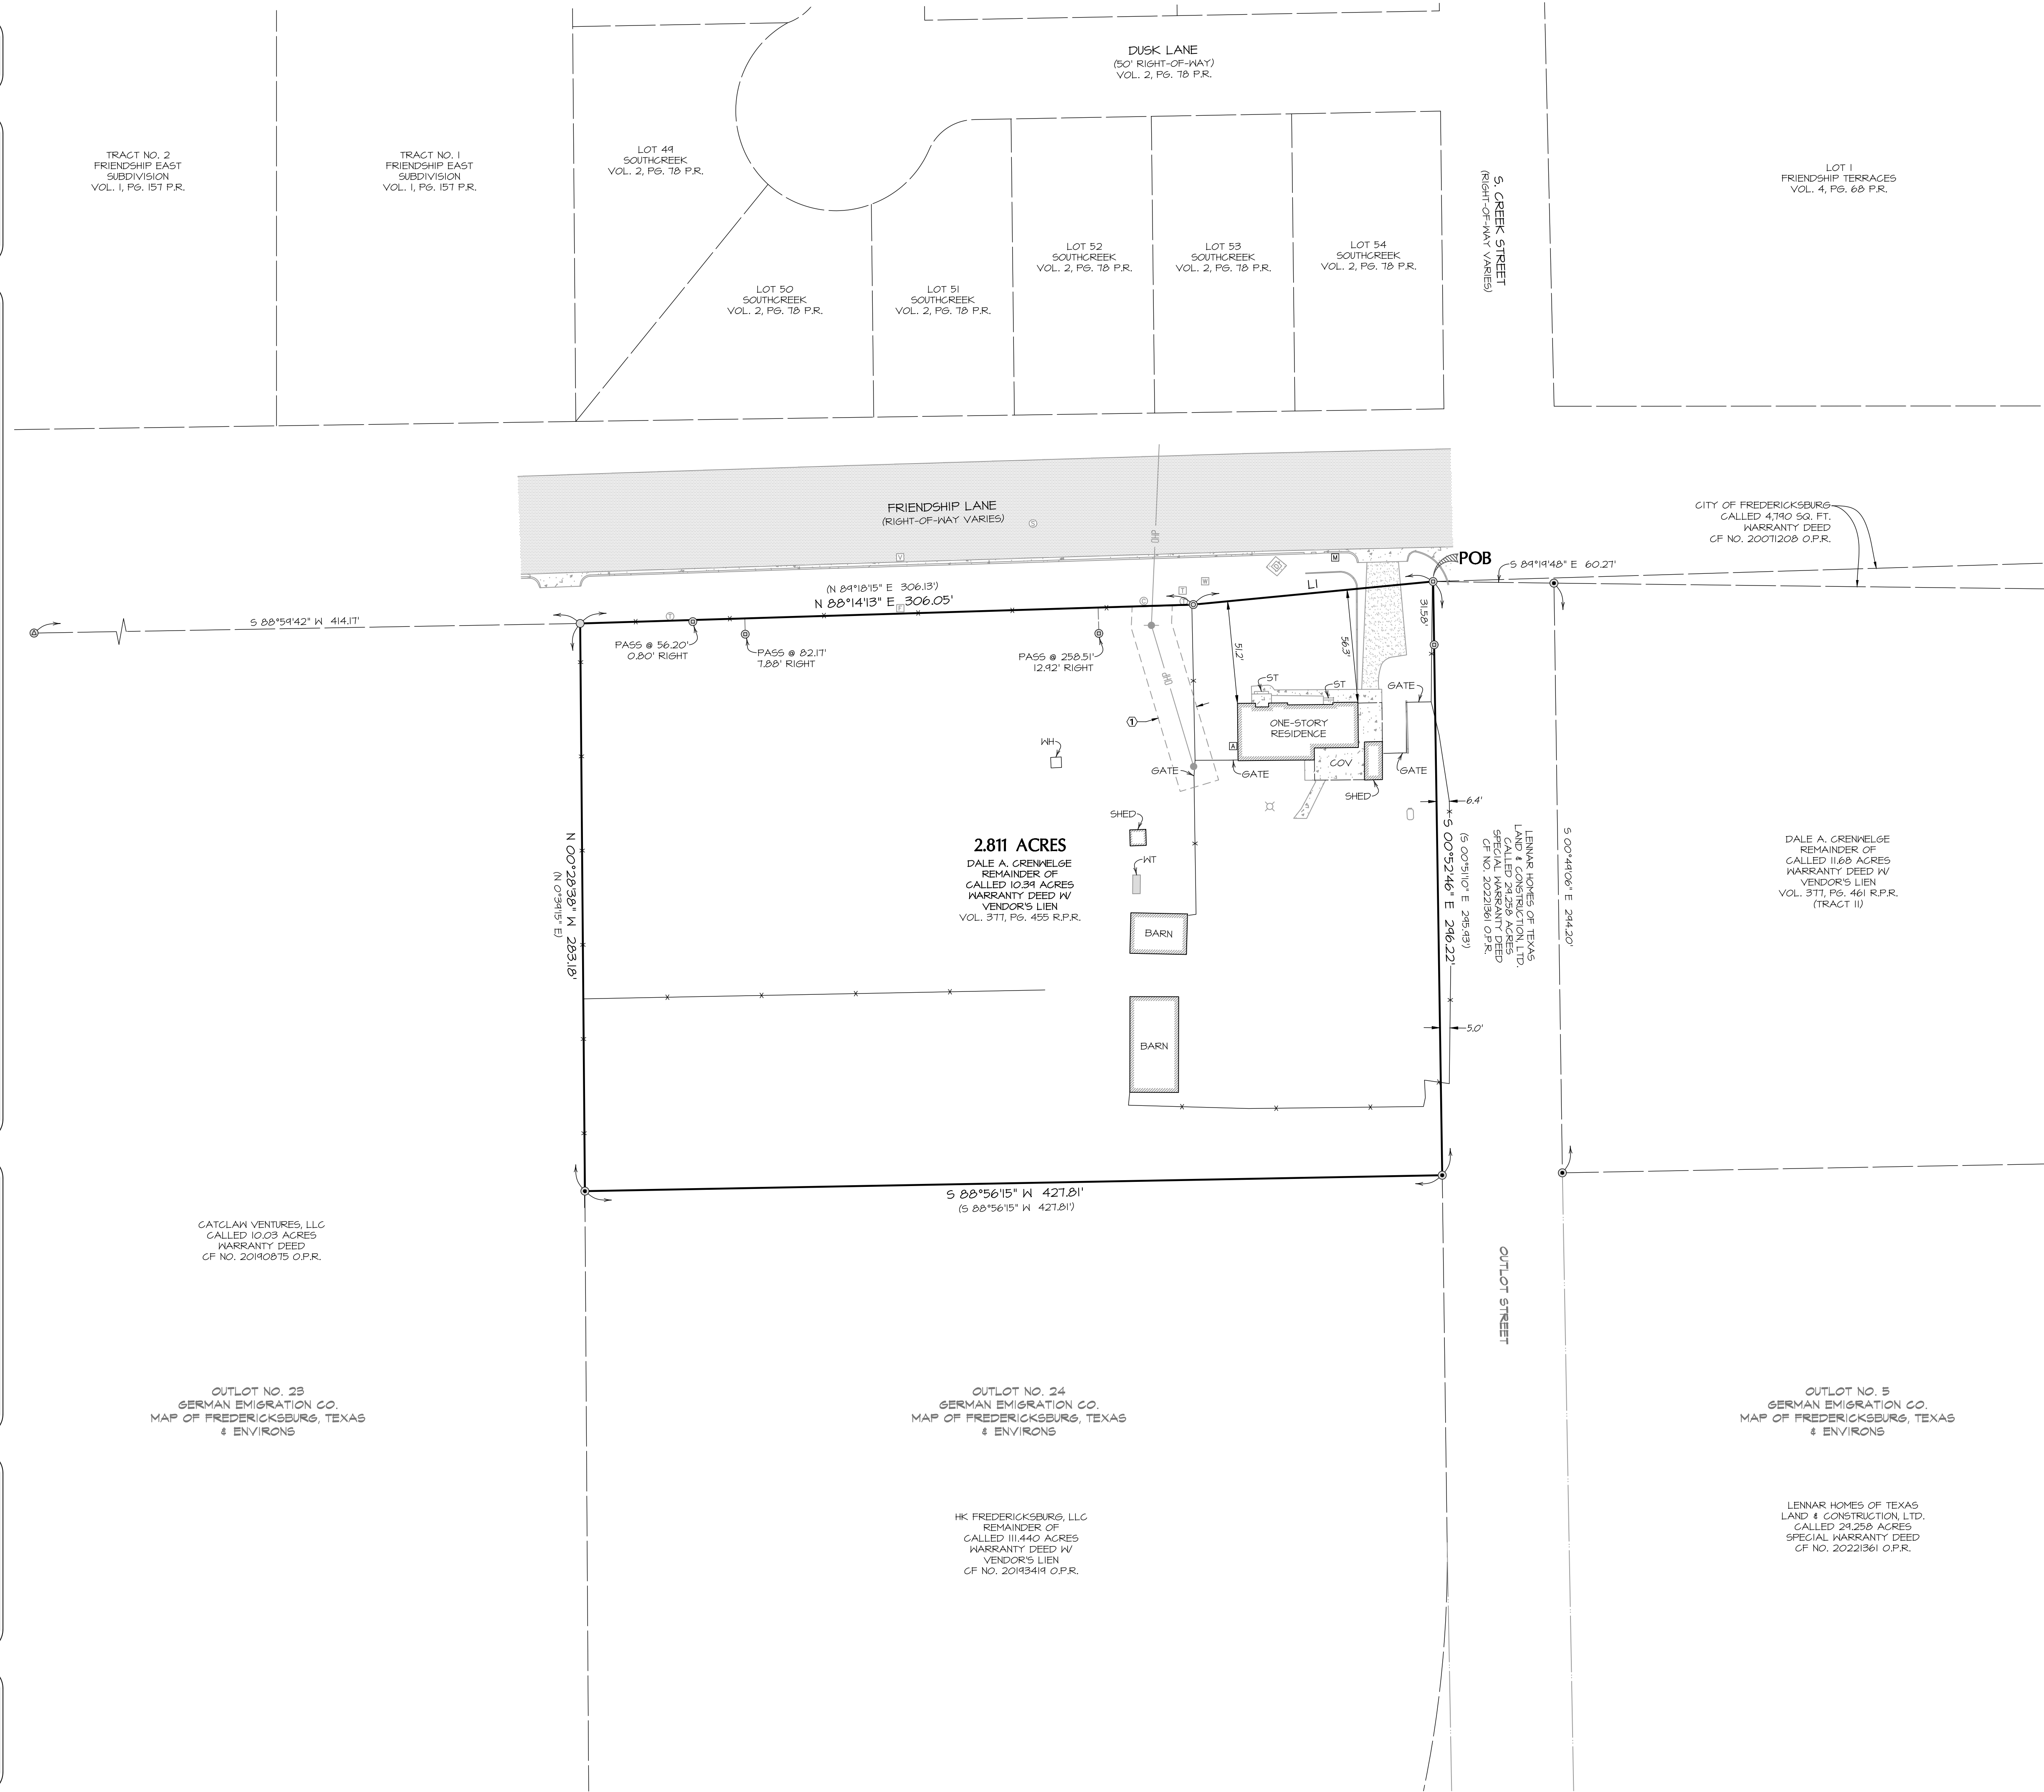 DUSK LANE
(50' RIGHT-OF-WAY)
VOL. 2, PG. 78 P.R.
TRACT NO. 2
FRIENDSHIP EAST
SUBDIVISION
VOL. 1, PG. 157 P.R.
TRACT NO. 1
FRIENDSHIP EAST
SUBDIVISION
VOL. 1, PG. 157 P.R.
LOT 49
SOUTHCREEK
VOL. 2, PG. 78 P.R.
LOT 50
SOUTHCREEK
VOL. 2, PG. 78 P.R.
LOT 51
SOUTHCREEK
VOL. 2, PG. 78 P.R.
LOT 52
SOUTHCREEK
VOL. 2, PG. 78 P.R.
LOT 53
SOUTHCREEK
VOL. 2, PG. 78 P.R.
LOT 54
SOUTHCREEK
VOL. 2, PG. 78 P.R.
S. CREEK STREET
(RIGHT-OF-WAY VARIES)
LOT 1
FRIENDSHIP TERRACES
VOL. 4, PG. 68 P.R.
FRIENDSHIP LANE
(RIGHT-OF-WAY VARIES)
S
OHP
V
M
W
T
C
T
F
T
CITY OF FREDERICKSBURG
CALLED 4,790 SQ. FT.
WARRANTY DEED
CF NO. 20071208 O.P.R.
POB
S 89°19'48" E 60.27'
L1
(N 89°18'15" E 306.13')
N 88°14'13" E 306.05'
S 88°59'42" W 414.17'
PASS @ 56.20'
0.80' RIGHT
PASS @ 82.17'
7.88' RIGHT
PASS @ 258.51'
12.92' RIGHT
31.58'
51.2'
56.3'
OHP
1
ST
ST
GATE
ONE-STORY
RESIDENCE
A
COV
GATE
GATE
GATE
SHED
WH
6.4'
SHED
WT
2.811 ACRES
DALE A. CRENWELGE
REMAINDER OF
CALLED 10.39 ACRES
WARRANTY DEED W/
VENDOR'S LIEN
VOL. 377, PG. 455 R.P.R.
BARN
BARN
5.0'
N 00°28'38" W 283.18'
(N 0°39'15" E)
S 00°52'46" E 296.22'
(S 00°51'10" E 295.93')
LENNAR HOMES OF TEXAS
LAND & CONSTRUCTION, LTD.
CALLED 29.258 ACRES
SPECIAL WARRANTY DEED
CF NO. 20221361 O.P.R.
S 00°49'06" E 294.20'
DALE A. CRENWELGE
REMAINDER OF
CALLED 11.68 ACRES
WARRANTY DEED W/
VENDOR'S LIEN
VOL. 377, PG. 461 R.P.R.
(TRACT II)
S 88°56'15" W 427.81'
(S 88°56'15" W 427.81')
CATCLAW VENTURES, LLC
CALLED 10.03 ACRES
WARRANTY DEED
CF NO. 20190875 O.P.R.
OUTLOT STREET
OUTLOT NO. 23
GERMAN EMIGRATION CO.
MAP OF FREDERICKSBURG, TEXAS
& ENVIRONS
OUTLOT NO. 24
GERMAN EMIGRATION CO.
MAP OF FREDERICKSBURG, TEXAS
& ENVIRONS
OUTLOT NO. 5
GERMAN EMIGRATION CO.
MAP OF FREDERICKSBURG, TEXAS
& ENVIRONS
HK FREDERICKSBURG, LLC
REMAINDER OF
CALLED 111.440 ACRES
WARRANTY DEED W/
VENDOR'S LIEN
CF NO. 20193419 O.P.R.
LENNAR HOMES OF TEXAS
LAND & CONSTRUCTION, LTD.
CALLED 29.258 ACRES
SPECIAL WARRANTY DEED
CF NO. 20221361 O.P.R.